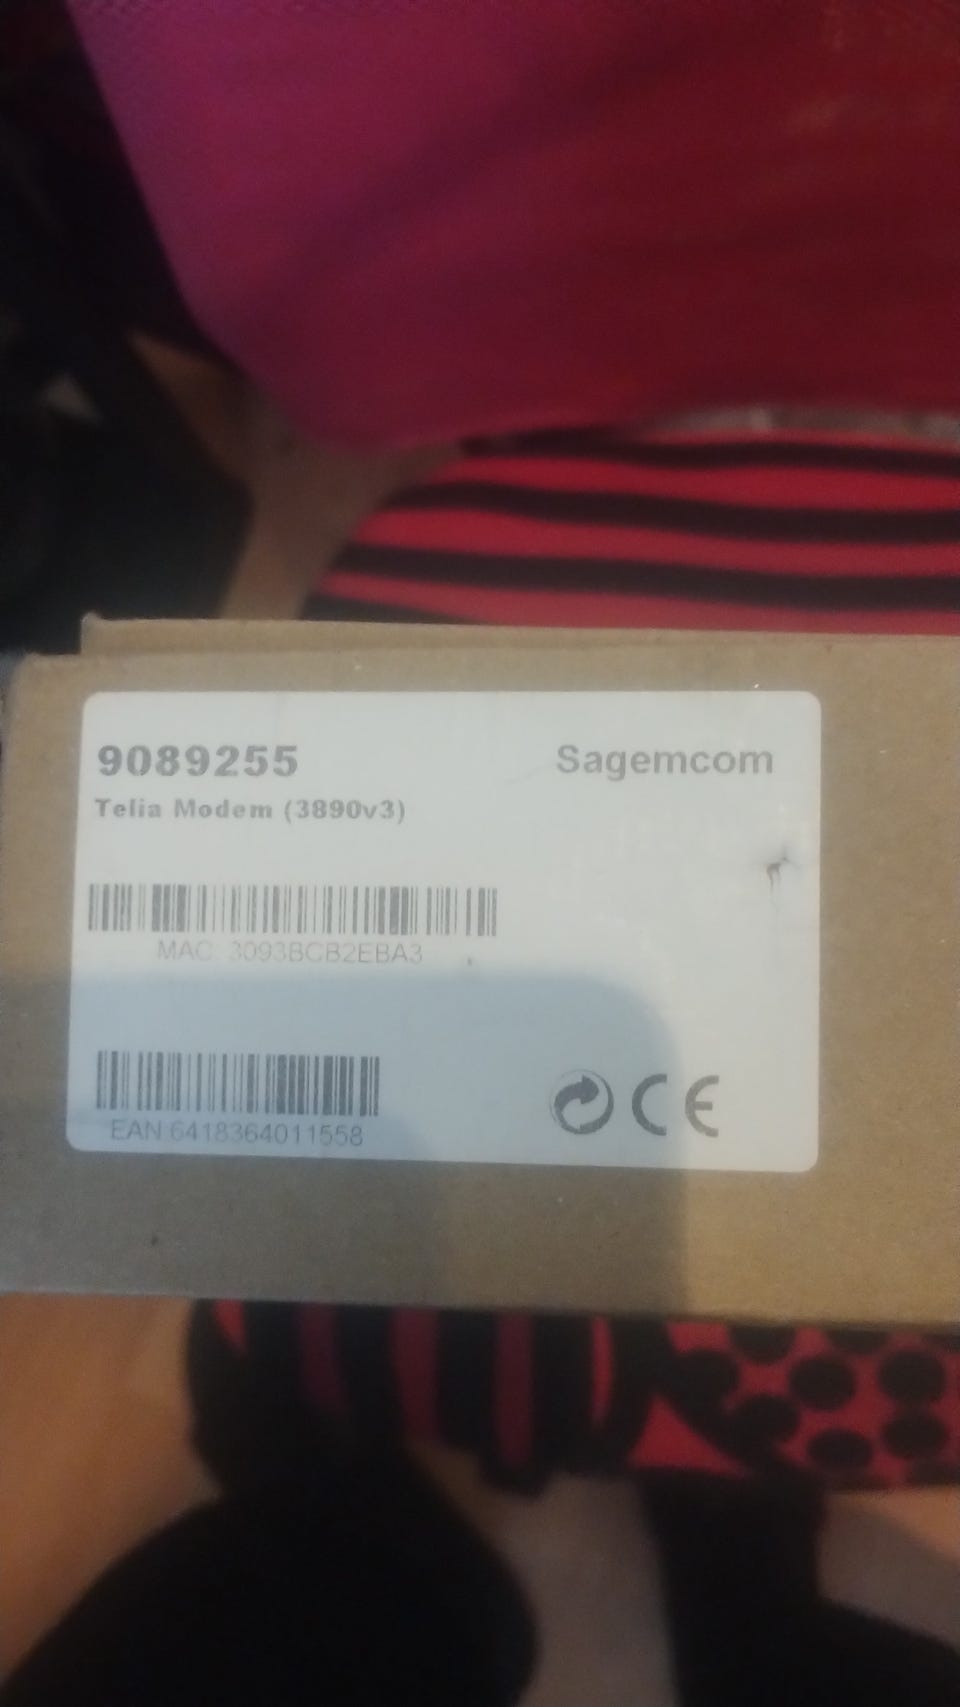 9089255
Sagemcom
Telia Modem (3890v3)
MAC: 3093BCB2EBA3
EAN:6418364011558
CE